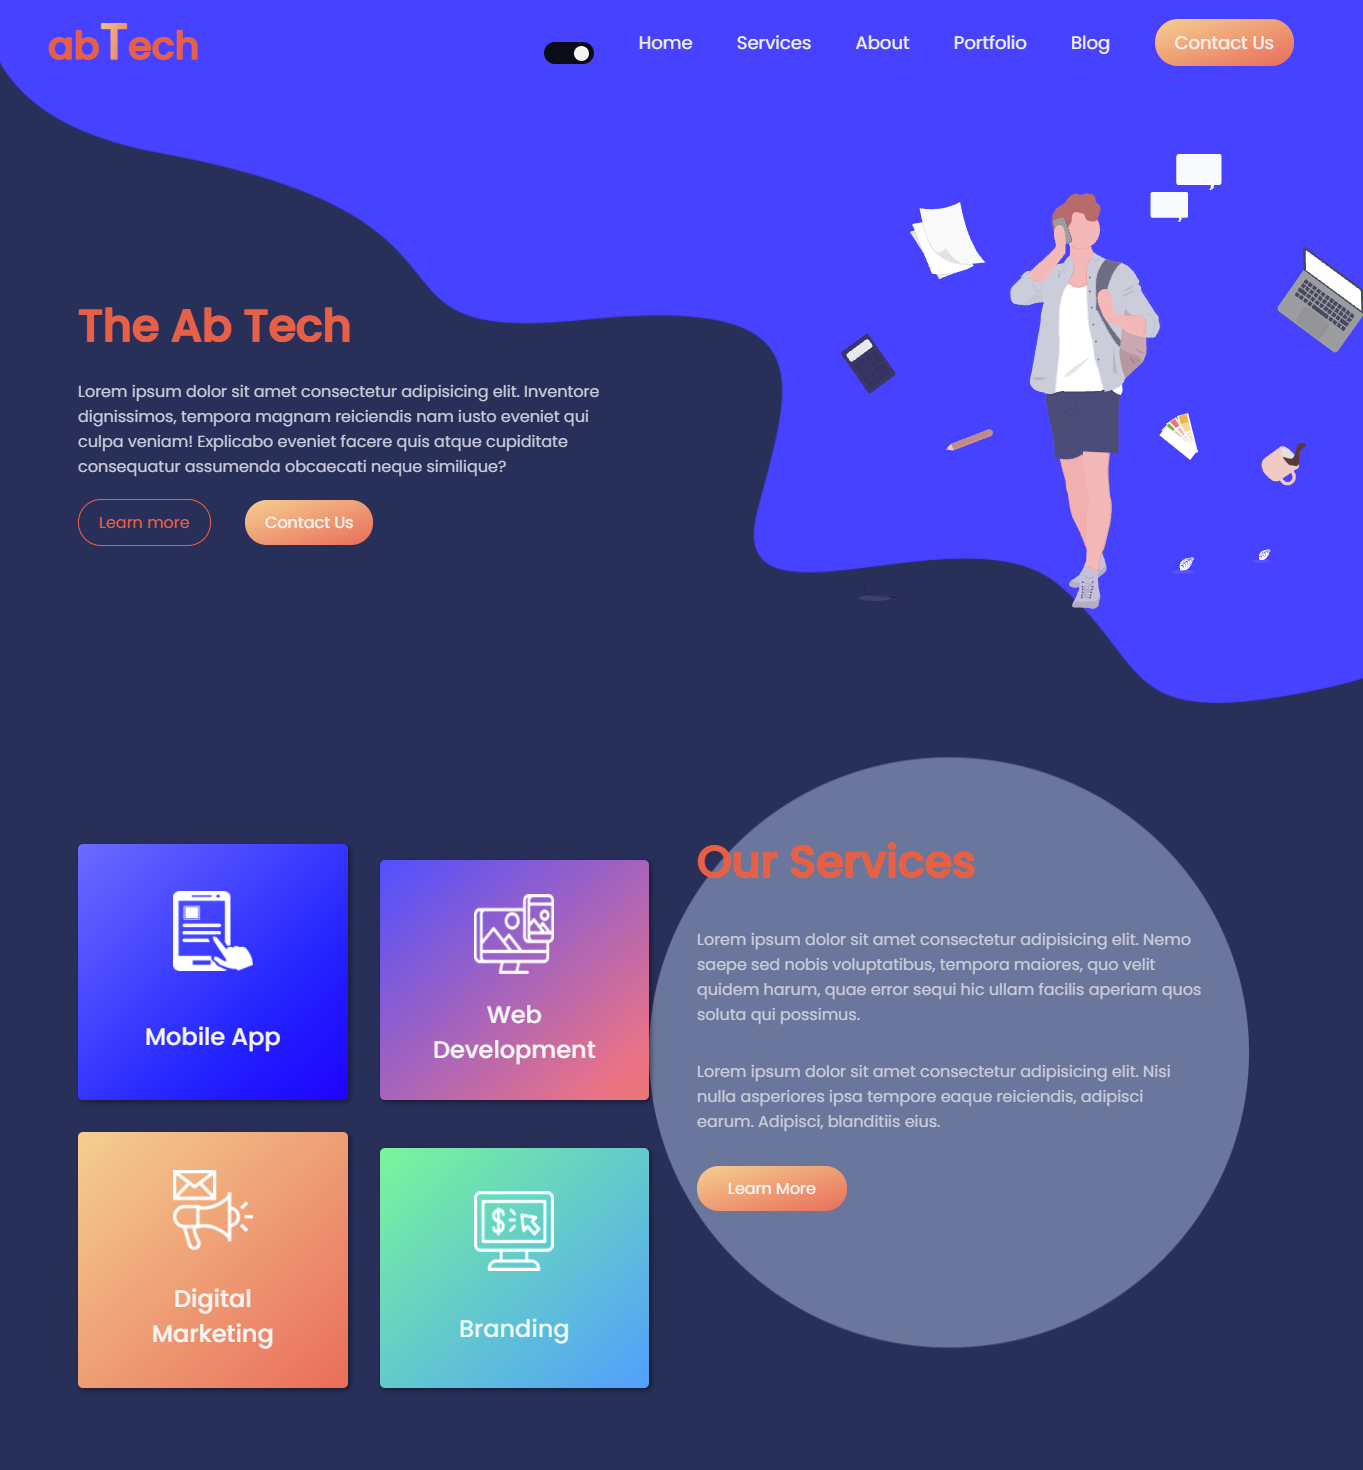 abTech
Home
Services
About
Portfolio
Blog
Contact Us
The Ab Tech
Lorem ipsum dolor sit amet consectetur adipisicing elit. Inventore
dignissimos, tempora magnam reiciendis nam iusto eveniet qui
culpa veniam! Explicabo eveniet facere quis atque cupiditate
consequatur assumenda obcaecati neque similique?
Learn more
Contact Us
Mobile App
Web
Development
Digital
Marketing
$
Branding
Our Services
Lorem ipsum dolor sit amet consectetur adipisicing elit. Nemo
saepe sed nobis voluptatibus, tempora maiores, quo velit
quidem harum, quae error sequi hic ullam facilis aperiam quos
soluta qui possimus.
Lorem ipsum dolor sit amet consectetur adipisicing elit. Nisi
nulla asperiores ipsa tempore eaque reiciendis, adipisci
earum. Adipisci, blanditiis eius.
Learn More